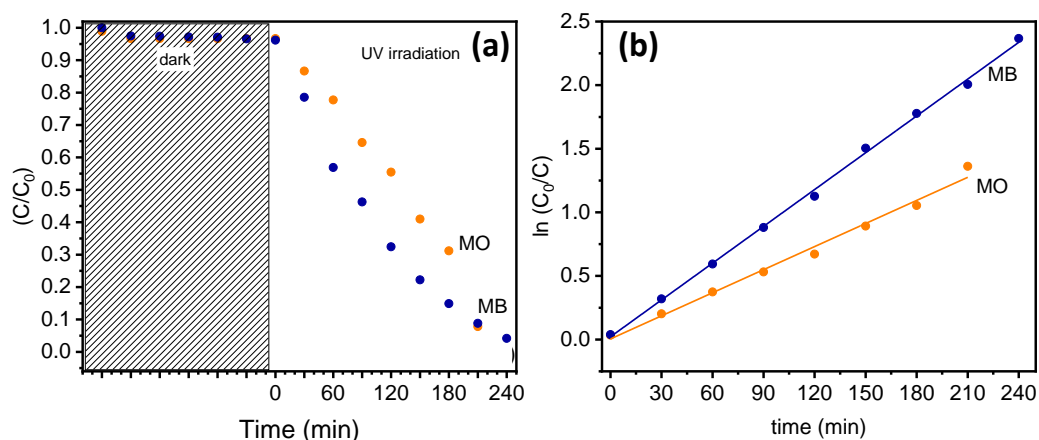 (a)
dark
UV irradiation
1.0
0.9
0.8
0.7
0.6
0.5
0.4
0.3
0.2
0.1
0.0
(C/C0)
MO
MB
0 60 120 180 240
Time (min)
(b)
2.5
2.0
1.5
1.0
0.5
0.0
ln (C0/C)
MB
MO
0 30 60 90 120 150 180 210 240
time (min)